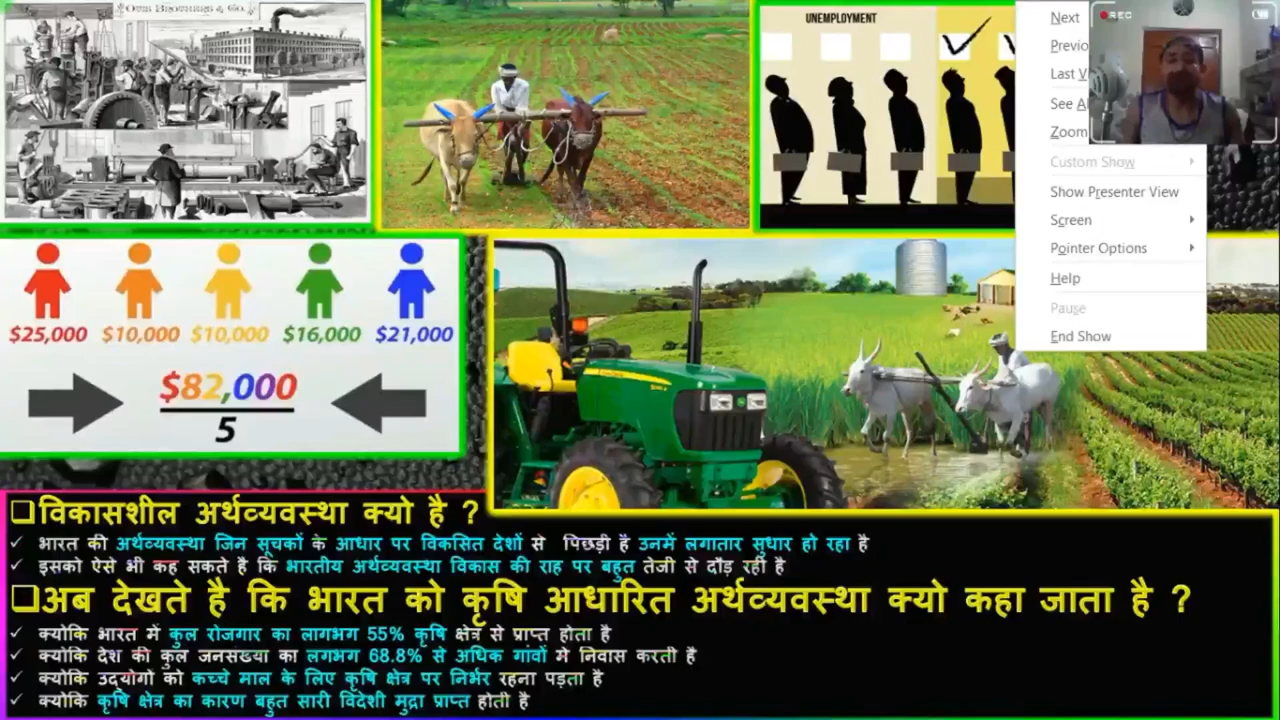 OTIS BROTHERS & CO.
UNEMPLOYMENT
Next
Previo
Last V
See Al
Zoom
Custom Show
Show Presenter View
Screen
Pointer Options
Help
Pause
End Show
REC
$25,000 $10,000 $10,000 $16,000 $21,000
$82,000
5
❑विकासशील अर्थव्यवस्था क्यो है ?
✓ भारत की अर्थव्यवस्था जिन सूचकों के आधार पर विकसित देशों से पिछड़ी है उनमें लगातार सुधार हो रहा है
✓ इसको ऐसे भी कह सकते है कि भारतीय अर्थव्यवस्था विकास की राह पर बहुत तेजी से दौड़ रही है
❑अब देखते है कि भारत को कृषि आधारित अर्थव्यवस्था क्यो कहा जाता है ?
✓ क्योकि भारत में कुल रोजगार का लागभग 55% कृषि क्षेत्र से प्राप्त होता है
✓ क्योकि देश की कुल जनसंख्या का लगभग 68.8% से अधिक गांवों मे निवास करती है
✓ क्योकि उद्योगों को कच्चे माल के लिए कृषि क्षेत्र पर निर्भर रहना पड़ता है
✓ क्योकि कृषि क्षेत्र का कारण बहुत सारी विदेशी मुद्रा प्राप्त होती है